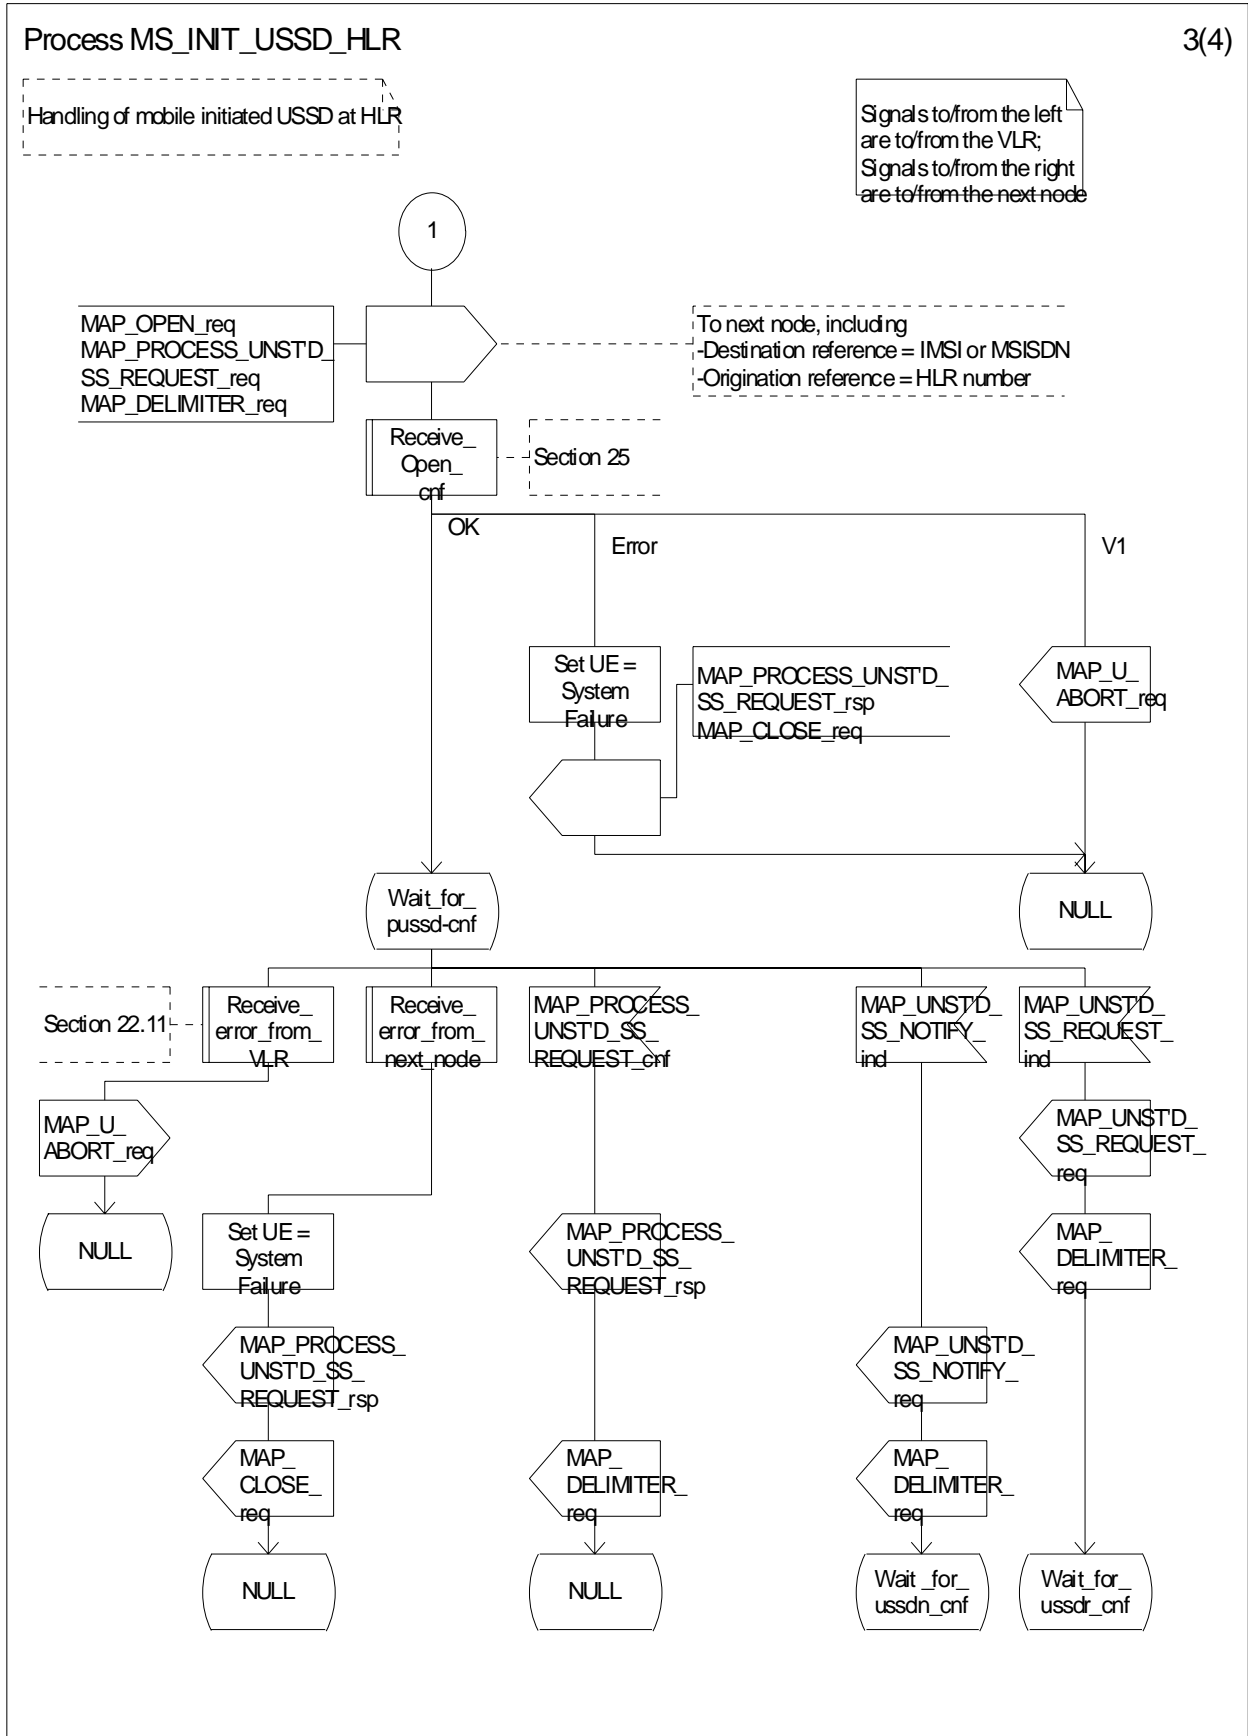 Process MS_INIT_USSD_HLR
3(4)
Handling of mobile initiated USSD at HLR
Signals to/from the left
are to/from the VLR;
Signals to/from the right
are to/from the next node
1
MAP_OPEN_req
MAP_PROCESS_UNST'D_
SS_REQUEST_req
MAP_DELIMITER_req
To next node, including
-Destination reference = IMSI or MSISDN
-Origination reference = HLR number
Receive_
Open_
cnf
Section 25
OK
Error
V1
Set UE =
System
Failure
MAP_PROCESS_UNST'D_
SS_REQUEST_rsp
MAP_CLOSE_req
MAP_U_
ABORT_req
Wait_for_
pussd-cnf
NULL
Section 22.11
Receive_
error_from_
VLR
Receive_
error_from_
next_node
MAP_PROCESS_
UNST'D_SS_
REQUEST_cnf
MAP_UNST'D_
SS_NOTIFY_
ind
MAP_UNST'D_
SS_REQUEST_
ind
MAP_U_
ABORT_req
MAP_UNST'D_
SS_REQUEST_
req
NULL
Set UE =
System
Failure
MAP_PROCESS_
UNST'D_SS_
REQUEST_rsp
MAP_
DELIMITER_
req
MAP_PROCESS_
UNST'D_SS_
REQUEST_rsp
MAP_UNST'D_
SS_NOTIFY_
req
MAP_
CLOSE_
req
MAP_
DELIMITER_
req
MAP_
DELIMITER_
req
NULL
NULL
Wait _for_
ussdn_cnf
Wait_for_
ussdr_cnf